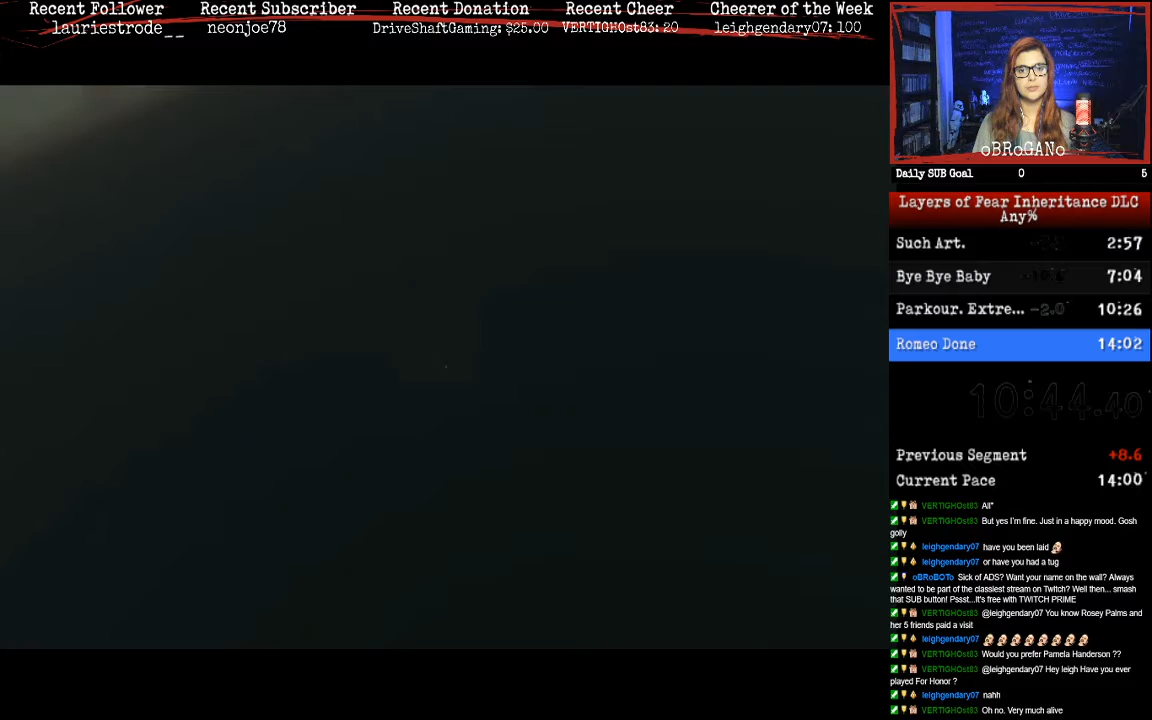 Recent Follower
lauriestrode__
Recent Subscriber
neonjoe78
Recent Donation
DriveShaftGaming: $25.00
Recent Cheer
VERTIGHOst83: 20
Cheerer of the Week
leighgendary07: 100
oBRoGANo
Daily SUB Goal 0 5
Layers of Fear Inheritance DLC
Any%
Such Art. 2:57
Bye Bye Baby 7:04
Parkour. Extre... -2.0 10:26
Romeo Done 14:02
10:44.40
Previous Segment +8.6
Current Pace 14:00
VERTIGHOst83 All*
VERTIGHOst83 But yes I'm fine. Just in a happy mood. Gosh
golly
leighgendary07 have you been laid
leighgendary07 or have you had a tug
oBRoBOTo Sick of ADS? Want your name on the wall? Always
wanted to be part of the classiest stream on Twitch? Well then... smash
that SUB button! Pssst...It's free with TWITCH PRIME
VERTIGHOst83 @leighgendary07 You know Rosey Palms and
her 5 friends paid a visit
leighgendary07
VERTIGHOst83 Would you prefer Pamela Handerson ??
VERTIGHOst83 @leighgendary07 Hey leigh Have you ever
played For Honor ?
leighgendary07 nahh
VERTIGHOst83 Oh no. Very much alive